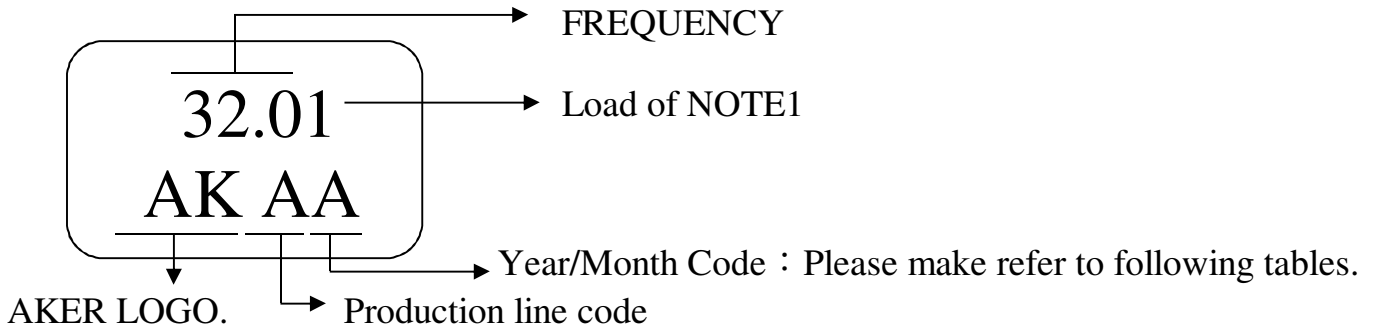 FREQUENCY
32.01
Load of NOTE1
AK AA
Year/Month Code：Please make refer to following tables.
AKER LOGO.
Production line code